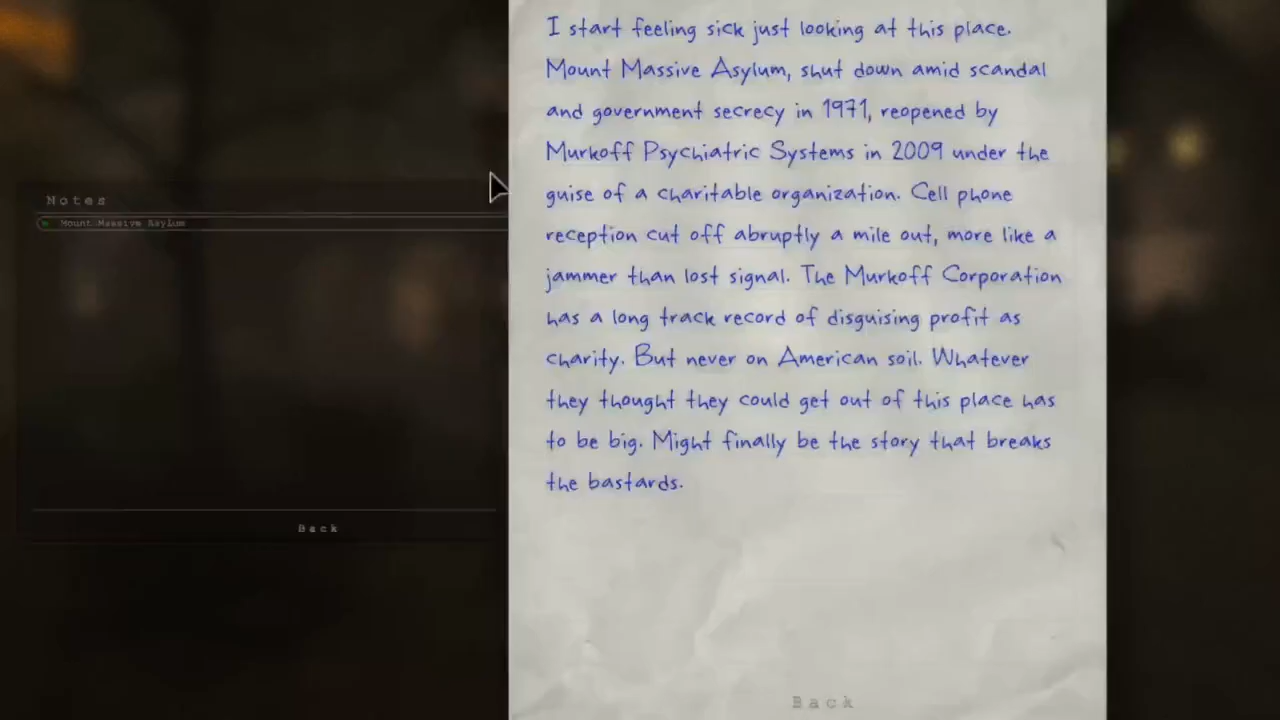 I start feeling sick just looking at this place.
Mount Massive Asylum, shut down amid scandal
and government secrecy in 1971, reopened by
Murkoff Psychiatric Systems in 2009 under the
guise of a charitable organization. Cell phone
reception cut off abruptly a mile out, more like a
jammer than lost signal. The Murkoff Corporation
has a long track record of disguising profit as
charity. But never on American soil. Whatever
they thought they could get out of this place has
to be big. Might finally be the story that breaks
the bastards.
Back
Notes
Mount Massive Asylum
Back